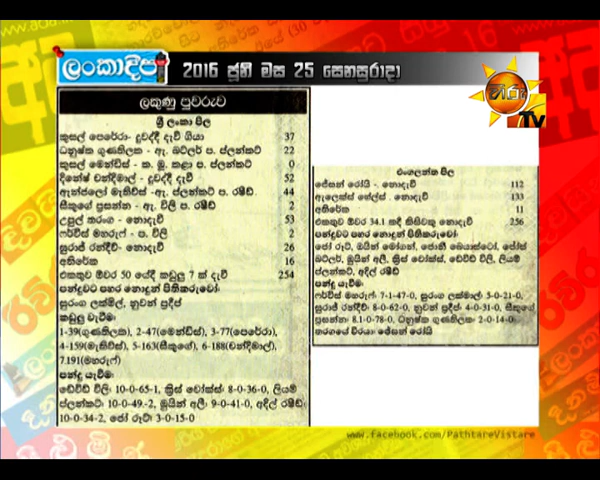 ලංකාදීප
2016 ජූනි මස 25 සෙනසුරාදා
හිරු
TV
ලකුණු පුවරුව
ශ්‍රී ලංකා පිල
කුසල් පෙරේරා- දුවද්දී දැවී ගියා 37
ධනුෂ්ක ගුණතිලක - ඇ. බට්ලර් ප. ප්ලන්කට් 22
කුසල් මෙන්ඩිස් - ක. මූ. කළා ප. ප්ලන්කට් 0
දිනේෂ් චන්දිමාල් - දුවද්දී දැවී 52
ඇන්ජලෝ මැතිව්ස් -ඇ. ප්ලන්කට් ප. රෂීඩ් 44
සීකුගේ ප්‍රසන්න - ඇ. විලී ප. රෂීඩ් 2
උපුල් තරංග - නොදැවී 53
ෆර්විස් මහරූෆ් - ප. විලී 2
සුරාජ් රන්දිව්- නොදැවී 26
අතිරේක 16
එකතුව ඕවර 50 යේදී කඩුලු 7 ක් දැවී 254
පන්දුවට පහර නොදුන් පිතිකරුවෝ:
සුරංග ලක්මාල්, නුවන් ප්‍රදීප්
කඩුලු වැටීම:
1-39(ගුණතිලක), 2-47(මෙන්ඩිස්), 3-77(පෙරේරා),
4-159(මැතිව්ස්), 5-163(සීකුගේ), 6-188(චන්දිමාල්),
7.191(මහරූෆ්)
පන්දු යැවීම:
ඩේවිඩ් විලි: 10-0-65-1, ක්‍රිස් වෝක්ස්: 8-0-36-0, ලියම්
ප්ලන්කට්: 10-0-49.-2, මුයින් අලී: 9-0-41-0, අදිල් රෂීඩ්:
10-0-34-2, ජෝ රූට්: 3-0-15-0
එංගලන්ත පිල
ජේසන් රෝයි -. නොදැවී 112
ඇලෙක්ස් හේල්ස් . නොදැවී 133
අතිරේක 11
එකතුව ඕවර 34.1 කදී කිසිවකු නොදැවී 256
පන්දුවට පහර නොදුන් පිතිකරුවෝ:
ජෝ රූට්, ඔයින් මෝගන්, ජොනී බෙයාස්ටෝ, ජෝස්
බට්ලර්, මුයින් අලී, ක්‍රිස් වෝක්ස්, ඩේවිඩ් විලී, ලියම්
ප්ලන්කට්, අදිල් රෂීඩ්
පන්දු යැවීම:
ෆර්විස් මහරූෆ්: 7-1-47-0, සුරංග ලක්මාල්: 3-0-21-0,
සුරාජ් රන්දිව්: 8-0-62-0, නුවන් ප්‍රදීප්: 4-0-31-0, සීකුගේ
ප්‍රසන්න: 8.1-0-78-0, ධනුෂ්ක ගුණතිලක: 2-0-14-0
තරගයේ වීරයා: ජේසන් රෝයි
www.facebook.com/PathtareVistare